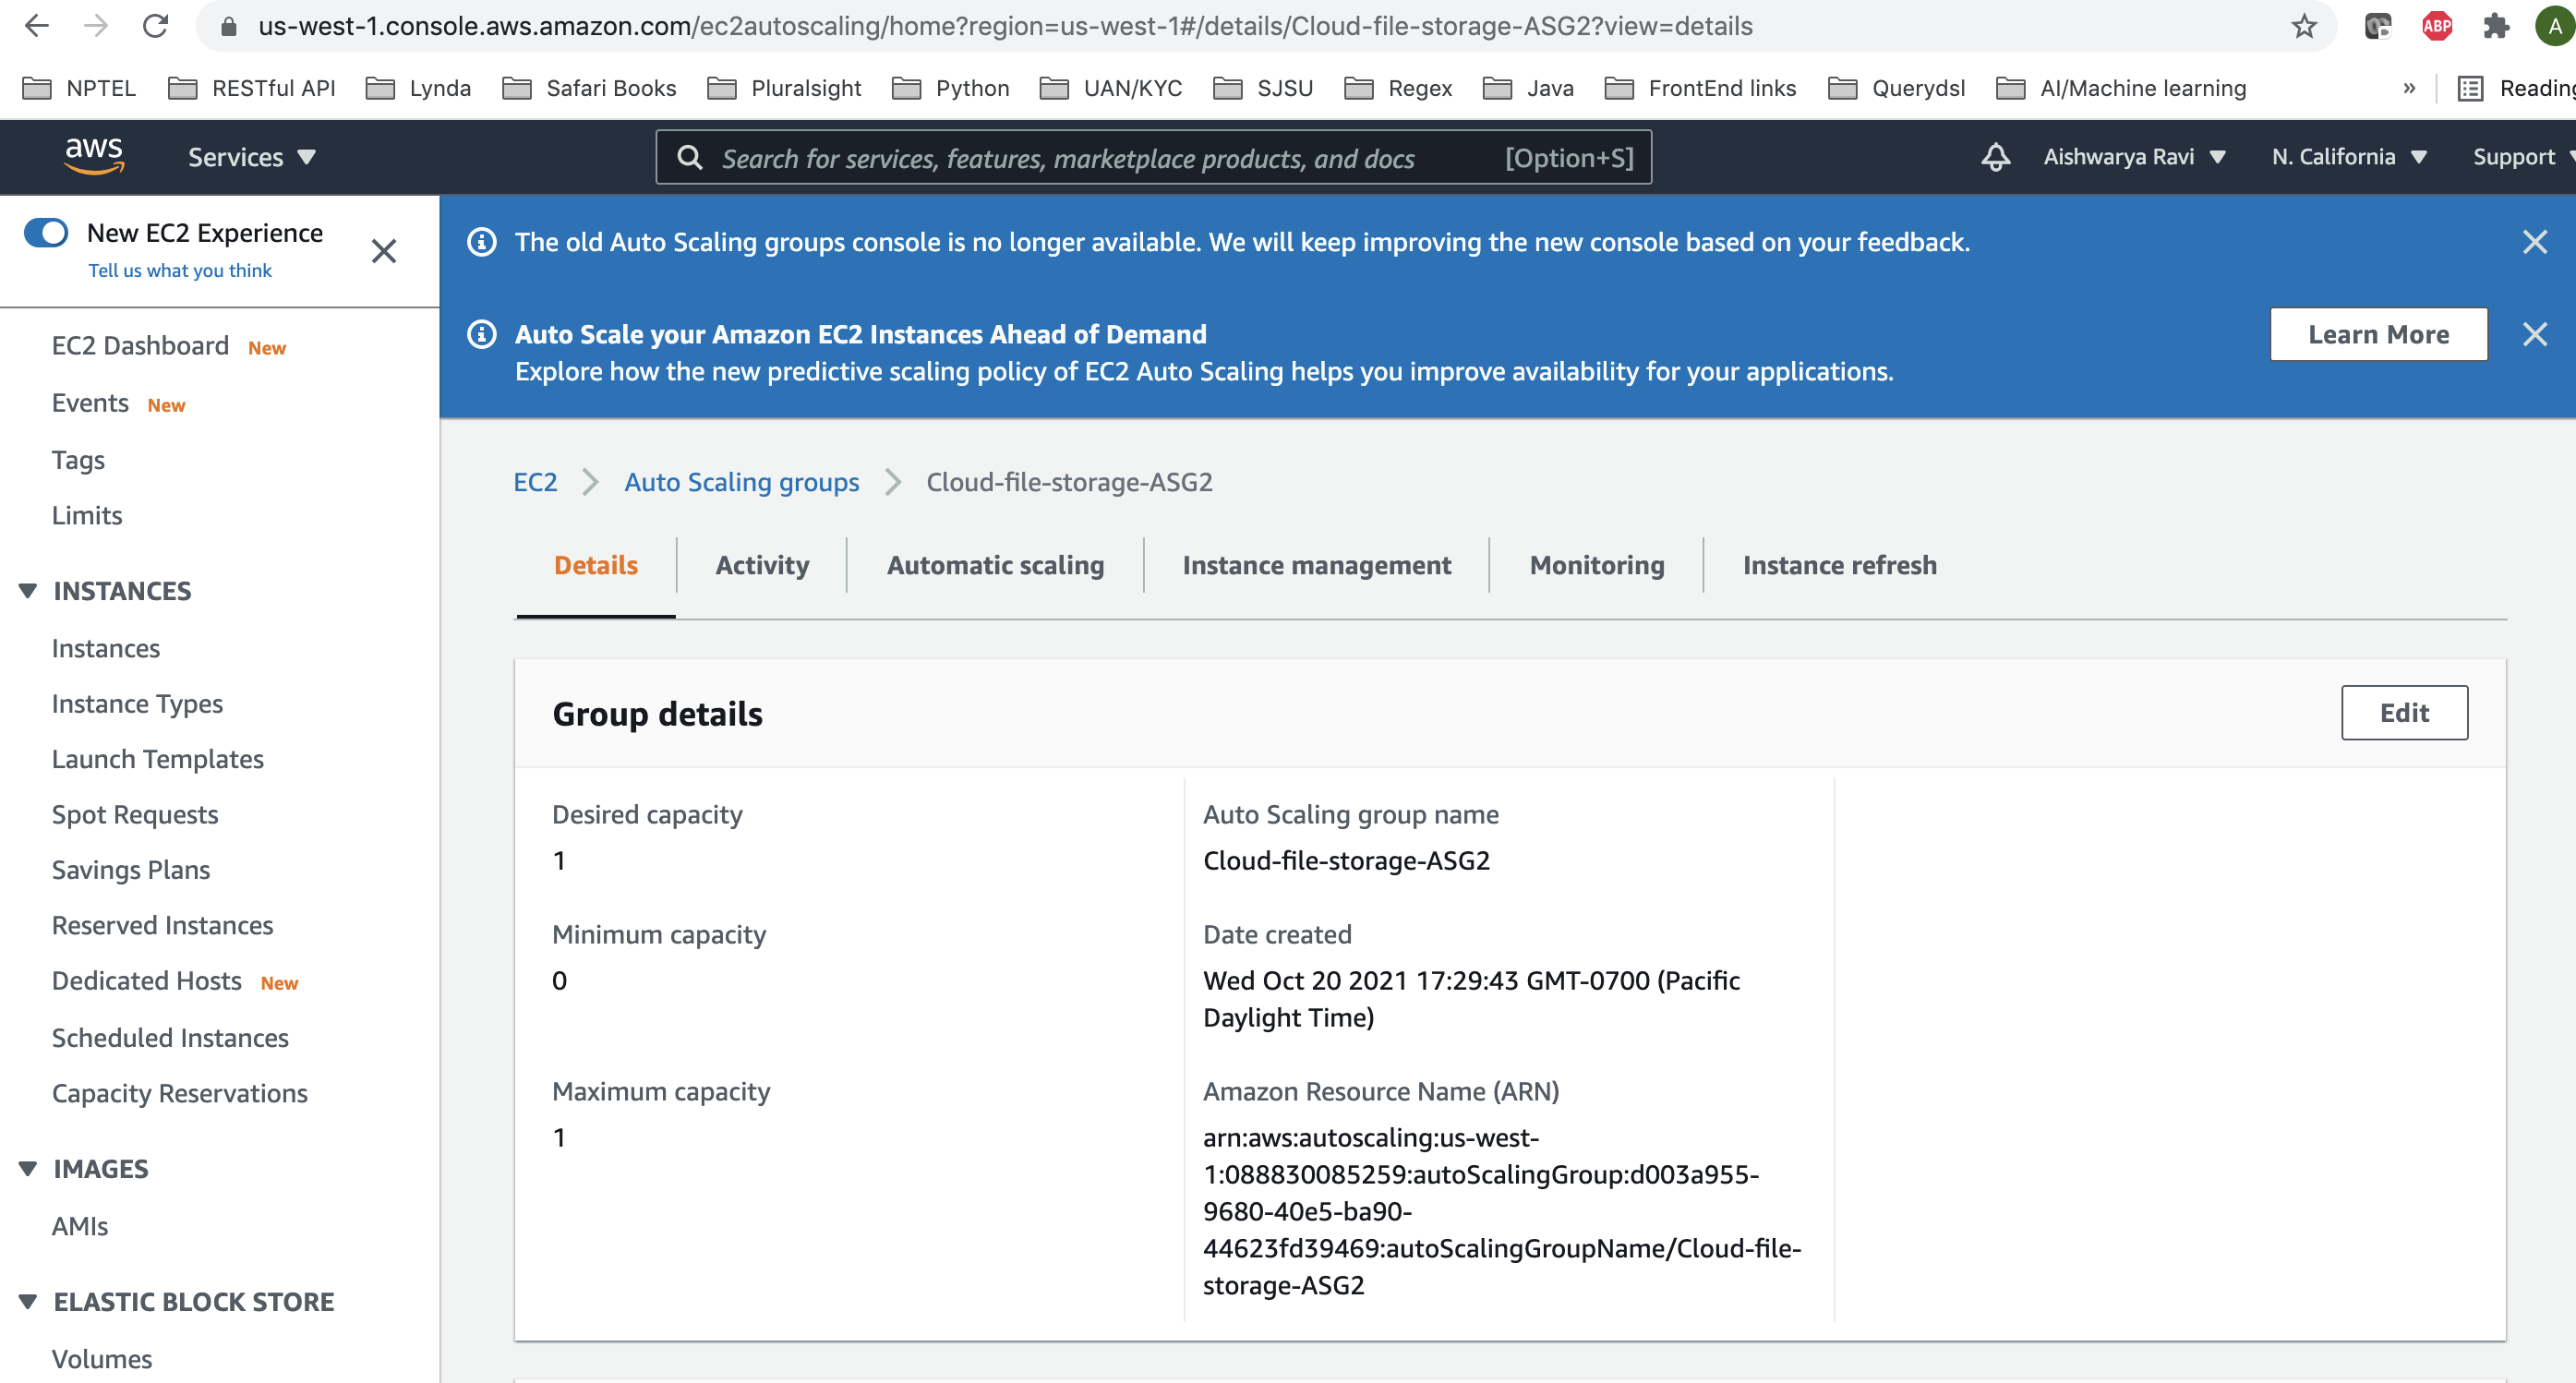 us-west-1.console.aws.amazon.com/ec2autoscaling/home?region=us-west-1#/details/Cloud-file-storage-ASG2?view=details
ABP
A
NPTEL RESTful API Lynda Safari Books Pluralsight Python UAN/KYC SJSU Regex Java FrontEnd links Querydsl AI/Machine learning » Reading
aws Services Search for services, features, marketplace products, and docs [Option+S] Aishwarya Ravi N. California Support
New EC2 Experience
Tell us what you think
EC2 Dashboard New
Events New
Tags
Limits
INSTANCES
Instances
Instance Types
Launch Templates
Spot Requests
Savings Plans
Reserved Instances
Dedicated Hosts New
Scheduled Instances
Capacity Reservations
IMAGES
AMIs
ELASTIC BLOCK STORE
Volumes
The old Auto Scaling groups console is no longer available. We will keep improving the new console based on your feedback.
Auto Scale your Amazon EC2 Instances Ahead of Demand
Explore how the new predictive scaling policy of EC2 Auto Scaling helps you improve availability for your applications.
Learn More
EC2 Auto Scaling groups Cloud-file-storage-ASG2
Details Activity Automatic scaling Instance management Monitoring Instance refresh
Group details
Edit
Desired capacity
1
Minimum capacity
0
Maximum capacity
1
Auto Scaling group name
Cloud-file-storage-ASG2
Date created
Wed Oct 20 2021 17:29:43 GMT-0700 (Pacific
Daylight Time)
Amazon Resource Name (ARN)
arn:aws:autoscaling:us-west-
1:088830085259:autoScalingGroup:d003a955-
9680-40e5-ba90-
44623fd39469:autoScalingGroupName/Cloud-file-
storage-ASG2